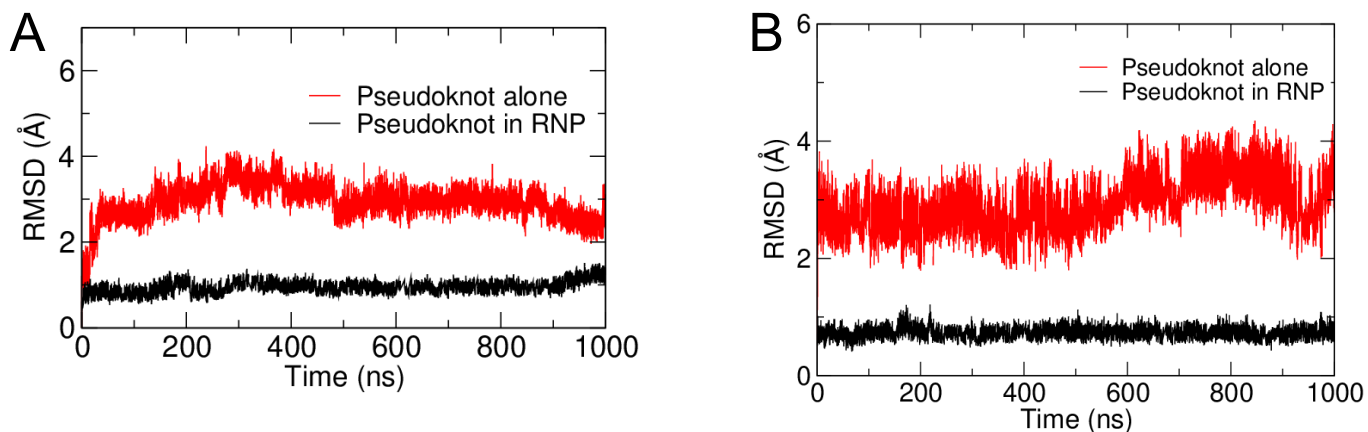 A
6
4
2
0
RMSD (Å)
Pseudoknot alone
Pseudoknot in RNP
0 200 400 600 800 1000
Time (ns)
B
6
4
2
0
RMSD (Å)
Pseudoknot alone
Pseudoknot in RNP
0 200 400 600 800 1000
Time (ns)